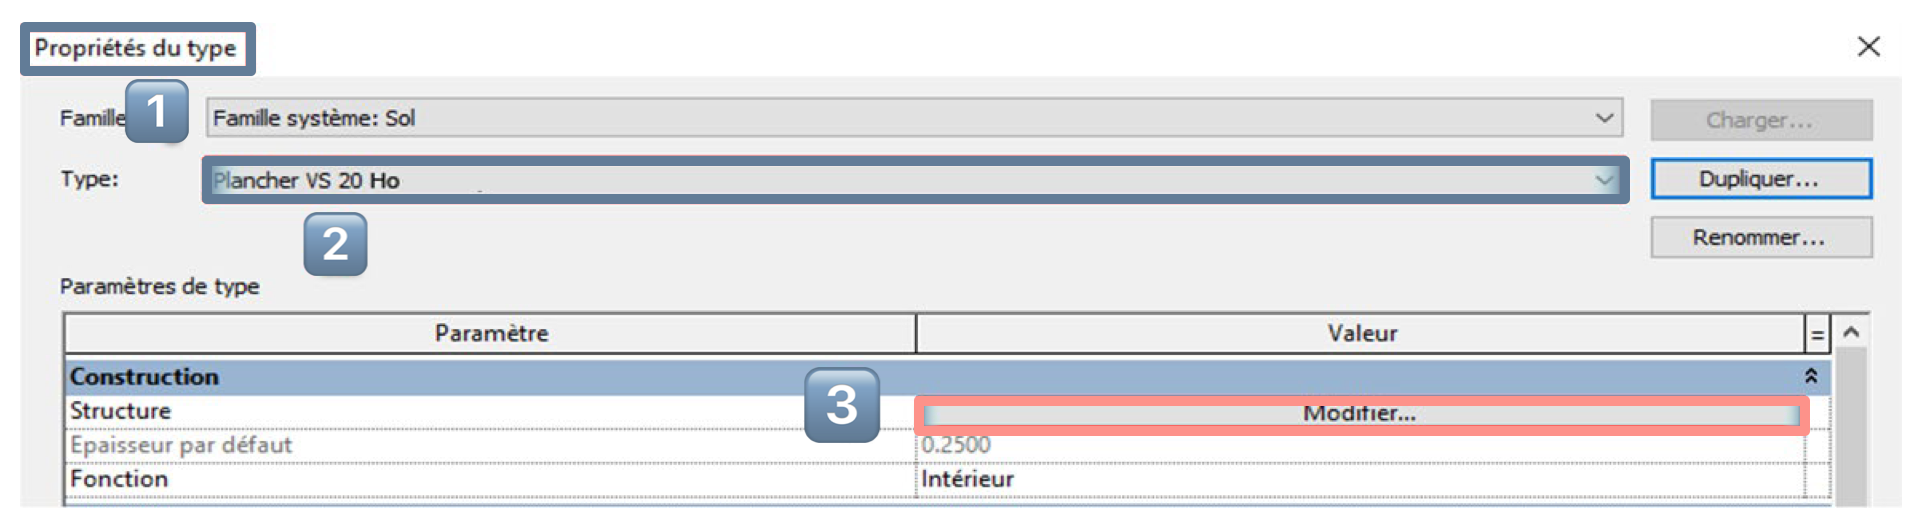 Propriétés du type
Famille 1 Famille système: Sol Charger...
Type: Plancher VS 20 Ho Dupliquer...
2 Renommer...
Paramètres de type
Paramètre Valeur =
Construction
Structure 3 Modifier...
Epaisseur par défaut 0.2500
Fonction Intérieur